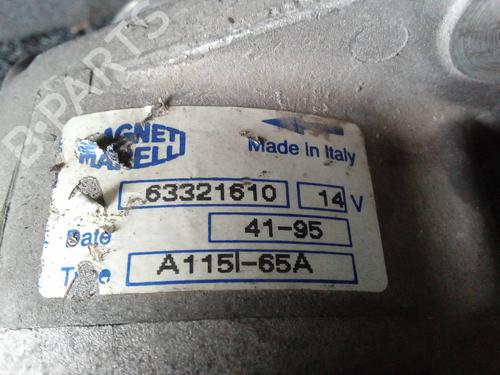 MAGNETI
MARELLI
Made in Italy
63321610 14 V
Date 41-95
Type A115I-65A
B-PARTS